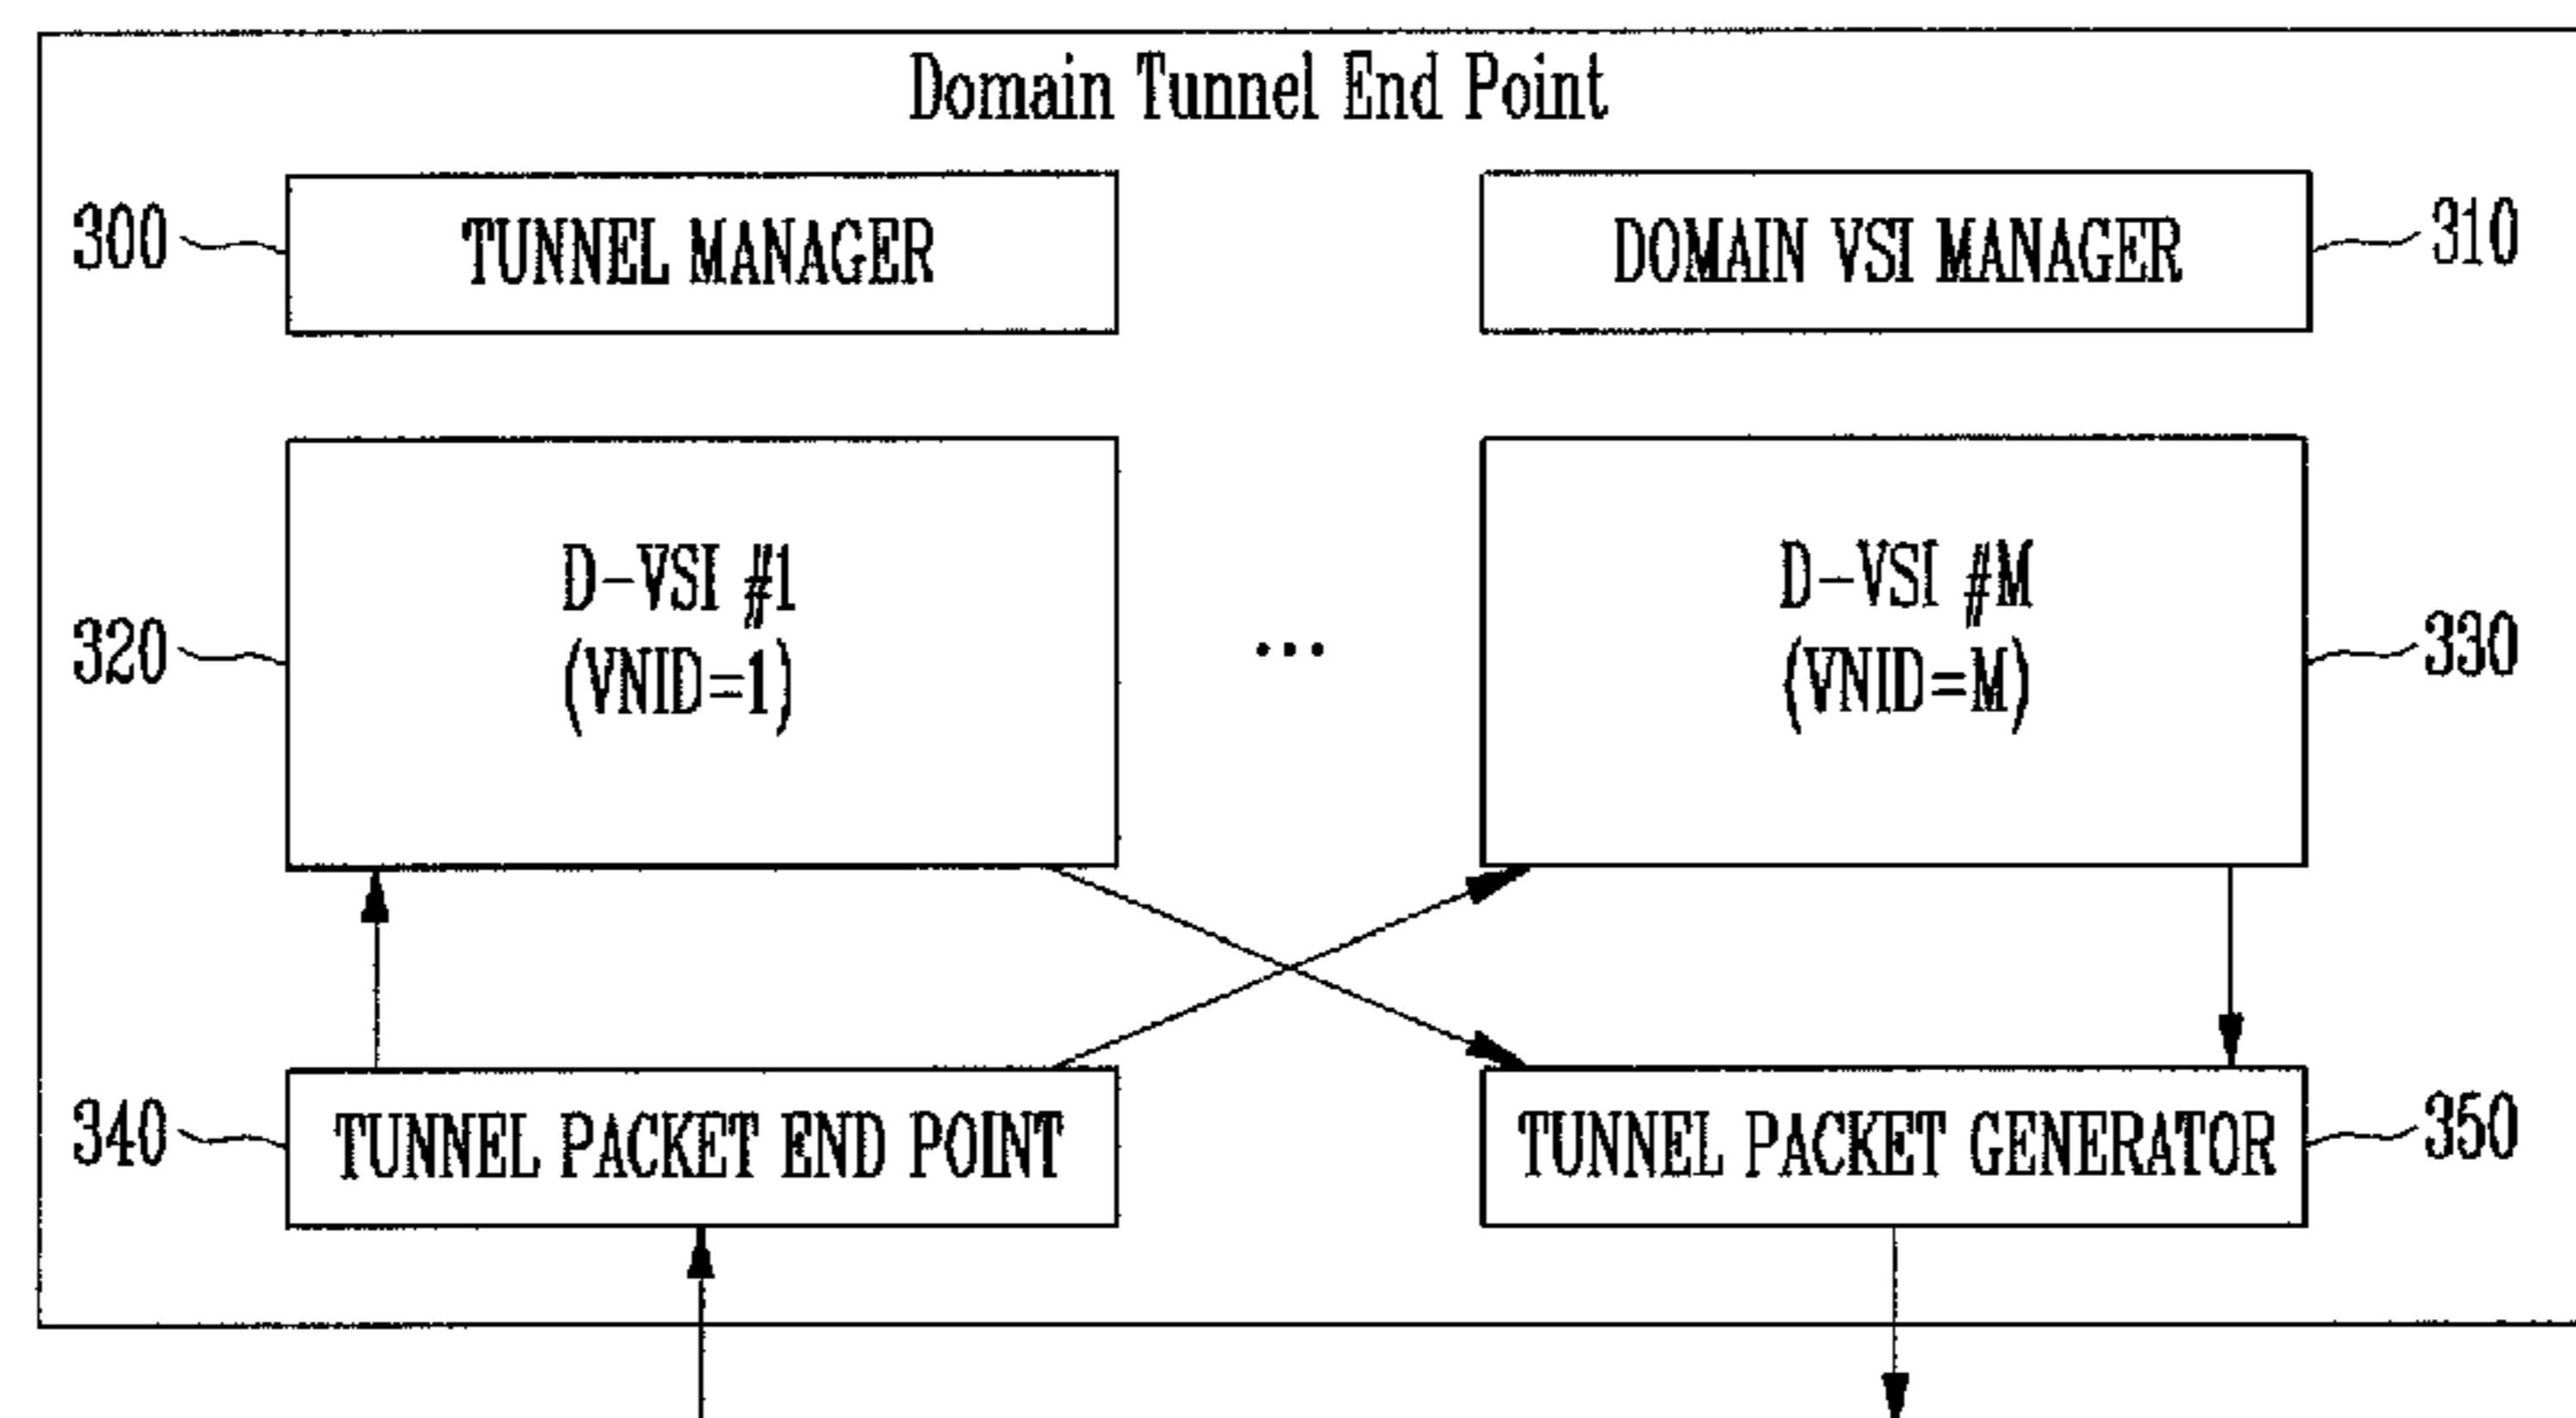 Domain Tunnel End Point
300
TUNNEL MANAGER
DOMAIN VSI MANAGER
310
320
D-VSI #1
(VNID=1)
...
D-VSI #M
(VNID=M)
330
340
TUNNEL PACKET END POINT
TUNNEL PACKET GENERATOR
350